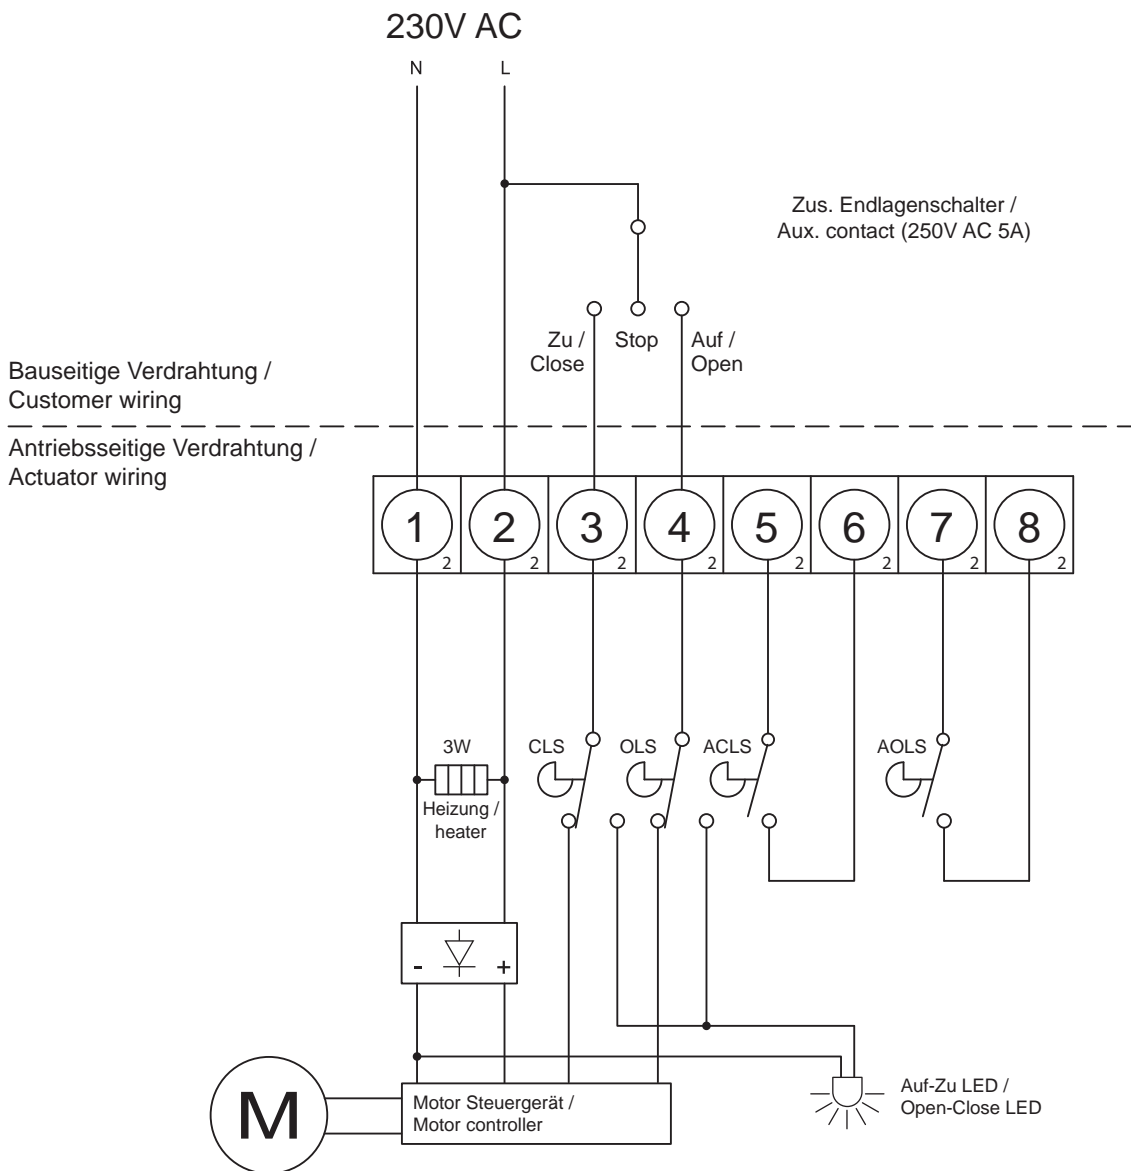 230V AC
N
L
Zus. Endlagenschalter /
Aux. contact (250V AC 5A)
Zu /
Close
Stop
Auf /
Open
Bauseitige Verdrahtung /
Customer wiring
Antriebsseitige Verdrahtung /
Actuator wiring
1
2
3
4
5
6
7
8
2
2
2
2
2
2
2
2
3W
CLS
OLS
ACLS
AOLS
Heizung /
heater
-
+
M
Motor Steuergerät /
Motor controller
Auf-Zu LED /
Open-Close LED